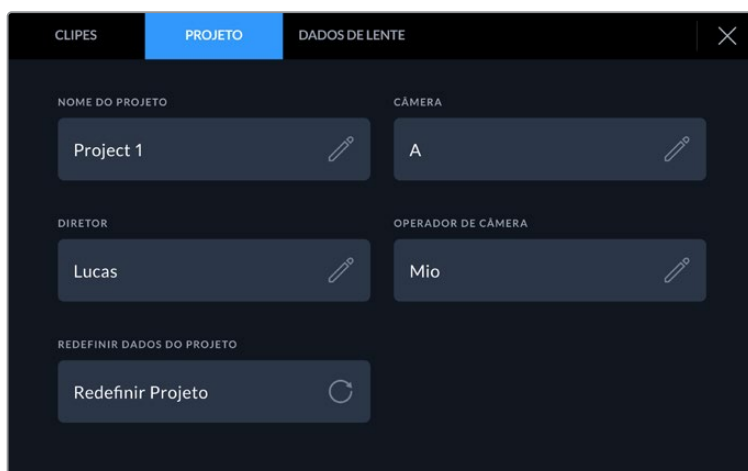 CLIPES PROJETO DADOS DE LENTE
NOME DO PROJETO CÂMERA
Project 1 A
DIRETOR OPERADOR DE CÂMERA
Lucas Mio
REDEFINIR DADOS DO PROJETO
Redefinir Projeto